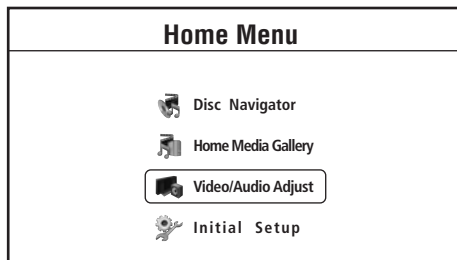 Home Menu
Disc Navigator
Home Media Gallery
Video/Audio Adjust
Initial Setup